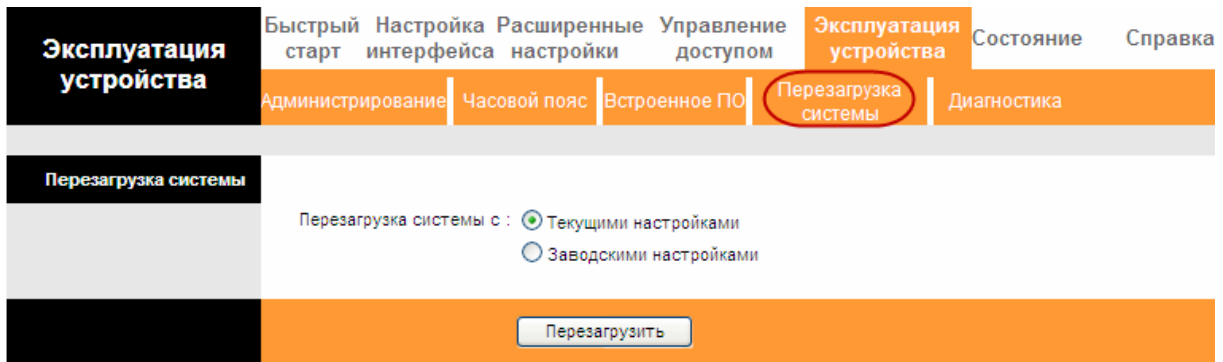 Эксплуатация
устройства
Быстрый
старт
Настройка
интерфейса
Расширенные
настройки
Управление
доступом
Эксплуатация
устройства
Состояние
Справка
Администрирование
Часовой пояс
Встроенное ПО
Перезагрузка
системы
Диагностика
Перезагрузка системы
Перезагрузка системы с :
Текущими настройками
Заводскими настройками
Перезагрузить